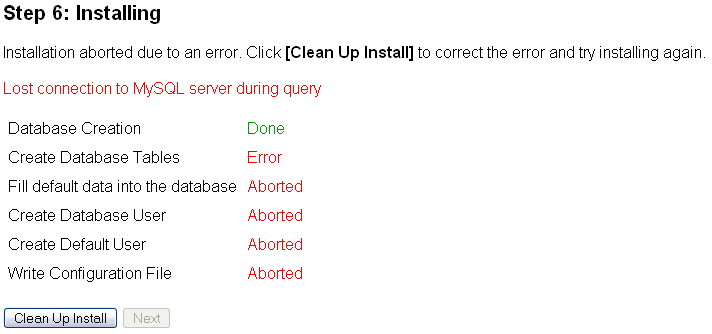 Step 6: Installing
Installation aborted due to an error. Click [Clean Up Install] to correct the error and try installing again.
Lost connection to MySQL server during query
Database Creation Done
Create Database Tables Error
Fill default data into the database Aborted
Create Database User Aborted
Create Default User Aborted
Write Configuration File Aborted
Clean Up Install Next